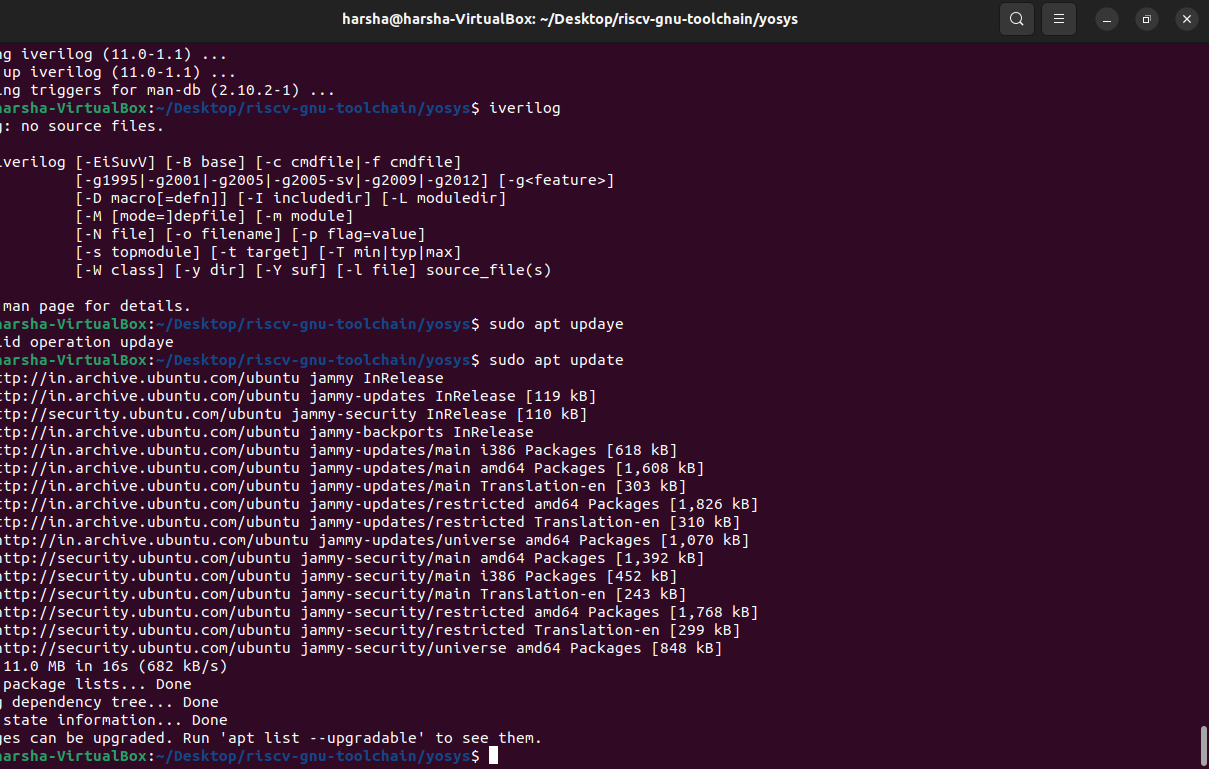 harsha@harsha-VirtualBox: ~/Desktop/riscv-gnu-toolchain/yosys
ng iverilog (11.0-1.1) ...
up iverilog (11.0-1.1) ...
ing triggers for man-db (2.10.2-1) ...
harsha-VirtualBox:~/Desktop/riscv-gnu-toolchain/yosys$ iverilog
g: no source files.
iverilog [-EiSuvV] [-B base] [-c cmdfile|-f cmdfile]
[-g1995|-g2001|-g2005|-g2005-sv|-g2009|-g2012] [-g<feature>]
[-D macro[=defn]] [-I includedir] [-L moduledir]
[-M [mode=]depfile] [-m module]
[-N file] [-o filename] [-p flag=value]
[-s topmodule] [-t target] [-T min|typ|max]
[-W class] [-y dir] [-Y suf] [-l file] source_file(s)
man page for details.
harsha-VirtualBox:~/Desktop/riscv-gnu-toolchain/yosys$ sudo apt updaye
lid operation updaye
harsha-VirtualBox:~/Desktop/riscv-gnu-toolchain/yosys$ sudo apt update
ttp://in.archive.ubuntu.com/ubuntu jammy InRelease
ttp://in.archive.ubuntu.com/ubuntu jammy-updates InRelease [119 kB]
ttp://security.ubuntu.com/ubuntu jammy-security InRelease [110 kB]
ttp://in.archive.ubuntu.com/ubuntu jammy-backports InRelease
ttp://in.archive.ubuntu.com/ubuntu jammy-updates/main i386 Packages [618 kB]
ttp://in.archive.ubuntu.com/ubuntu jammy-updates/main amd64 Packages [1,608 kB]
ttp://in.archive.ubuntu.com/ubuntu jammy-updates/main Translation-en [303 kB]
ttp://in.archive.ubuntu.com/ubuntu jammy-updates/restricted amd64 Packages [1,826 kB]
ttp://in.archive.ubuntu.com/ubuntu jammy-updates/restricted Translation-en [310 kB]
http://in.archive.ubuntu.com/ubuntu jammy-updates/universe amd64 Packages [1,070 kB]
http://security.ubuntu.com/ubuntu jammy-security/main amd64 Packages [1,392 kB]
http://security.ubuntu.com/ubuntu jammy-security/main i386 Packages [452 kB]
http://security.ubuntu.com/ubuntu jammy-security/main Translation-en [243 kB]
http://security.ubuntu.com/ubuntu jammy-security/restricted amd64 Packages [1,768 kB]
http://security.ubuntu.com/ubuntu jammy-security/restricted Translation-en [299 kB]
http://security.ubuntu.com/ubuntu jammy-security/universe amd64 Packages [848 kB]
11.0 MB in 16s (682 kB/s)
package lists... Done
g dependency tree... Done
state information... Done
ges can be upgraded. Run 'apt list --upgradable' to see them.
harsha-VirtualBox:~/Desktop/riscv-gnu-toolchain/yosys$